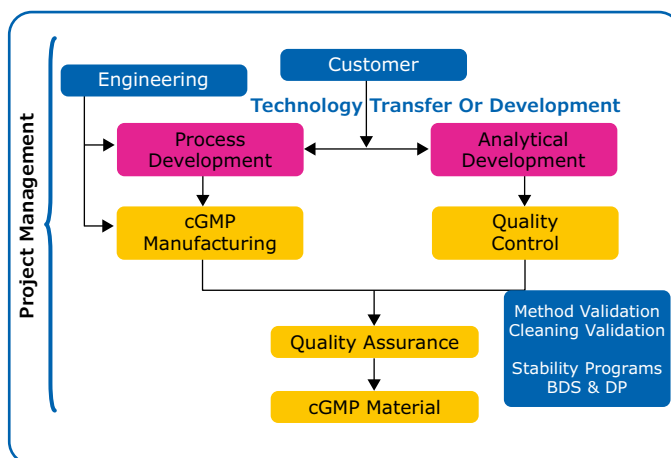 Project Management
Engineering
Customer
Technology Transfer Or Development
Process
Development
Analytical
Development
cGMP
Manufacturing
Quality
Control
Method Validation
Cleaning Validation
Stability Programs
BDS & DP
Quality Assurance
cGMP Material